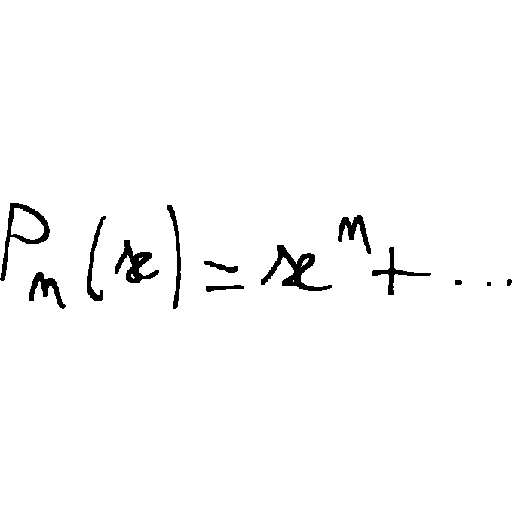 P_n(x) = x^n + ...